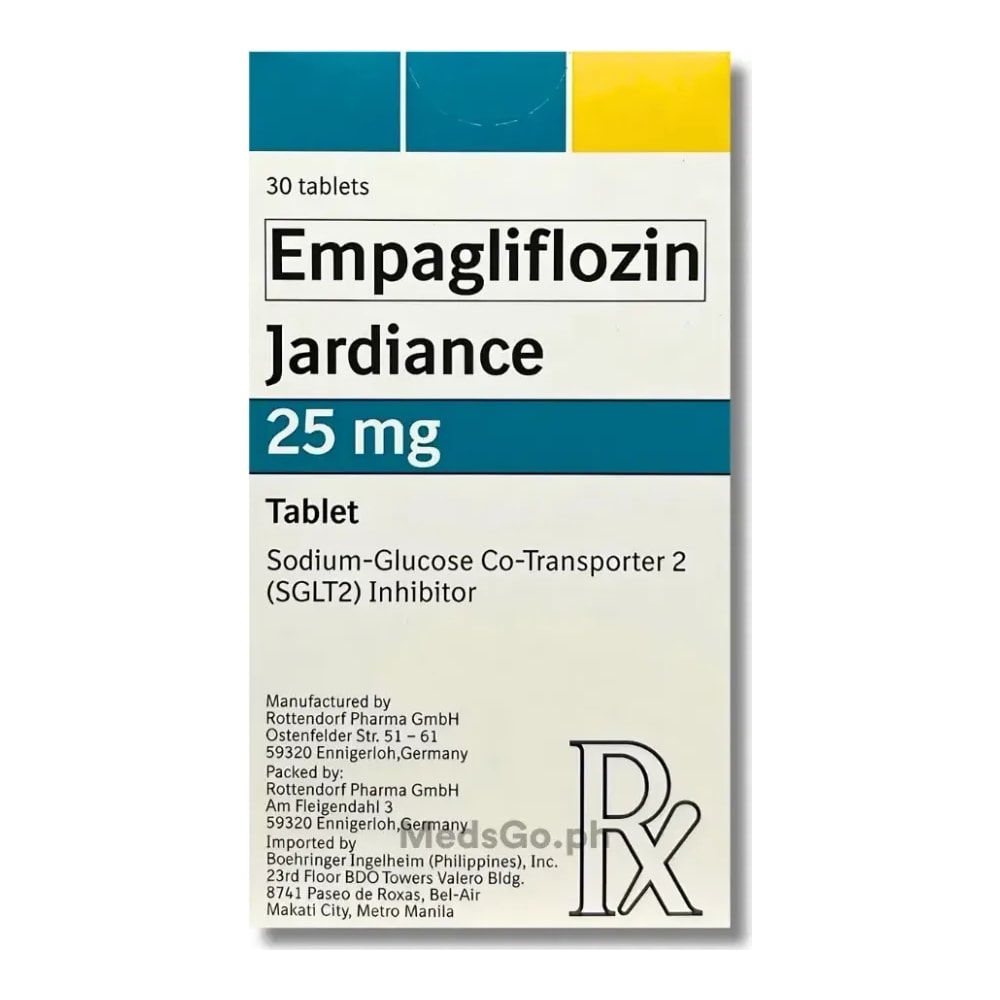 30 tablets
Empagliflozin
Jardiance
25 mg
Tablet
Sodium-Glucose Co-Transporter 2
(SGLT2) Inhibitor
Manufactured by
Rottendorf Pharma GmbH
Ostenfelder Str. 51 – 61
59320 Ennigerloh,Germany
Packed by:
Rottendorf Pharma GmbH
Am Fleigendahl 3
59320 Ennigerloh,Germany
MedsGo.ph
Imported by
Boehringer Ingelheim (Philippines), Inc.
23rd Floor BDO Towers Valero Bldg.
8741 Paseo de Roxas, Bel-Air
Makati City, Metro Manila
Rx